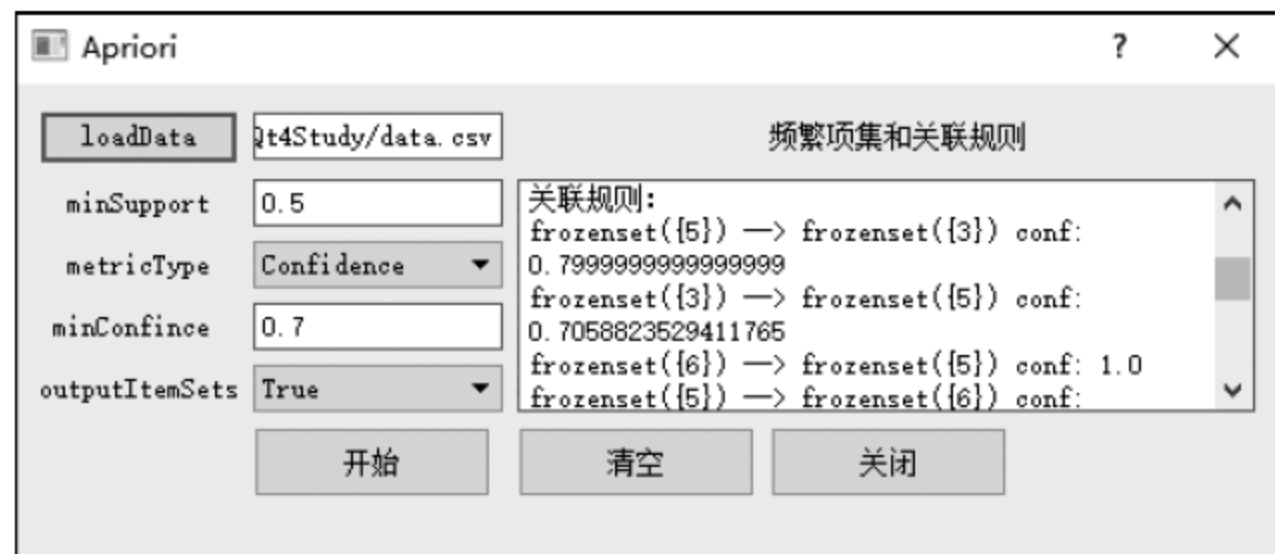 Apriori
loadData
Qt4Study/data.csv
频繁项集和关联规则
minSupport
0.5
metricType
Confidence
minConfince
0.7
outputItemSets
True
关联规则:
frozenset({5}) —> frozenset({3}) conf:
0.7999999999999999
frozenset({3}) —> frozenset({5}) conf:
0.7058823529411765
frozenset({6}) —> frozenset({5}) conf: 1.0
frozenset({5}) —> frozenset({6}) conf:
开始
清空
关闭